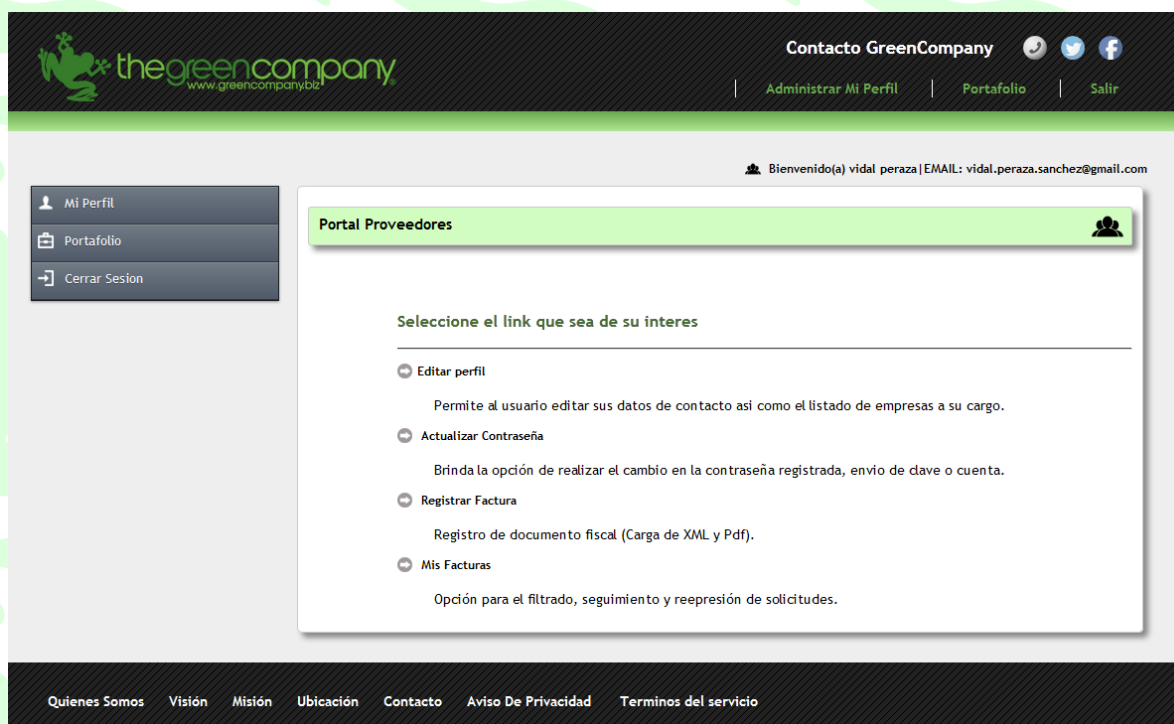 thegreencompany
www.greencompany.biz
Contacto GreenCompany
Administrar Mi Perfil | Portafolio | Salir
Bienvenido(a) vidal peraza|EMAIL: vidal.peraza.sanchez@gmail.com
Mi Perfil
Portafolio
Cerrar Sesion
Portal Proveedores
Seleccione el link que sea de su interes
Editar perfil
Permite al usuario editar sus datos de contacto asi como el listado de empresas a su cargo.
Actualizar Contraseña
Brinda la opción de realizar el cambio en la contraseña registrada, envio de clave o cuenta.
Registrar Factura
Registro de documento fiscal (Carga de XML y Pdf).
Mis Facturas
Opción para el filtrado, seguimiento y reepresión de solicitudes.
Quienes Somos Visión Misión Ubicación Contacto Aviso De Privacidad Terminos del servicio